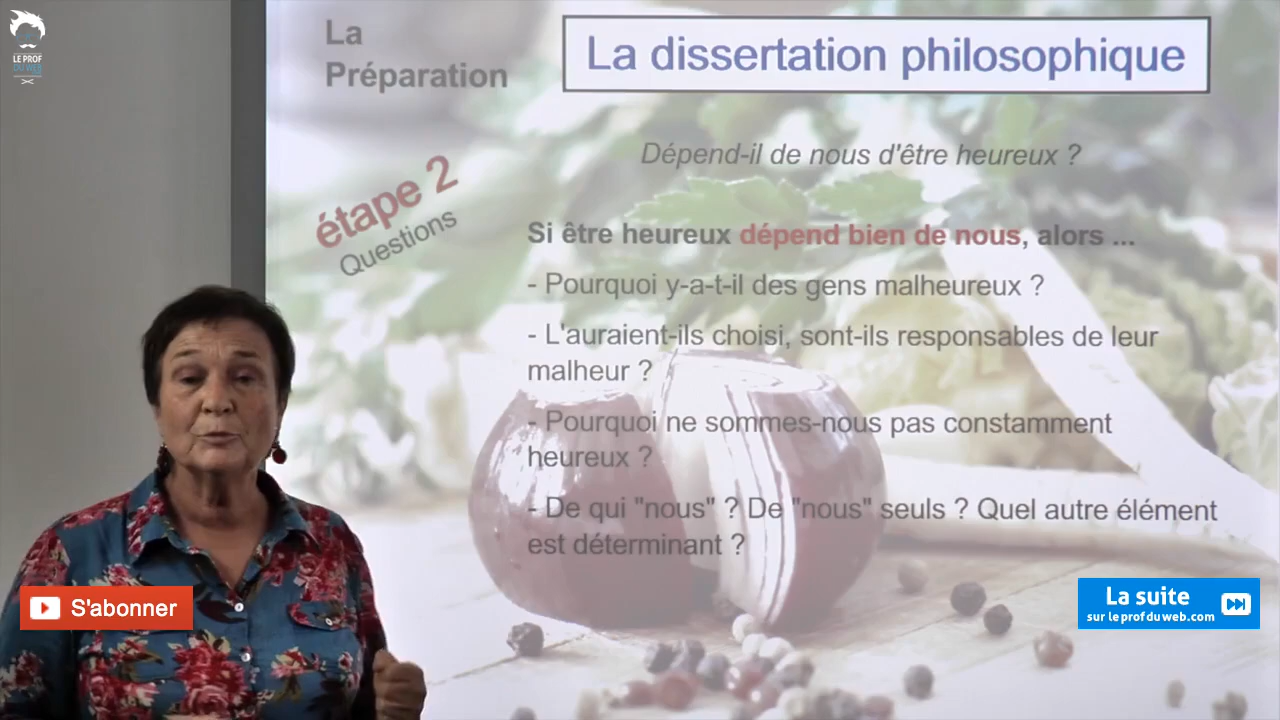 LE PROF
DU WEB
La
Préparation
La dissertation philosophique
Dépend-il de nous d'être heureux ?
étape 2
Questions
Si être heureux dépend bien de nous, alors ...
- Pourquoi y-a-t-il des gens malheureux ?
- L'auraient-ils choisi, sont-ils responsables de leur
malheur ?
- Pourquoi ne sommes-nous pas constamment
heureux ?
- De qui "nous" ? De "nous" seuls ? Quel autre élément
est déterminant ?
S'abonner
La suite
sur leprofduweb.com